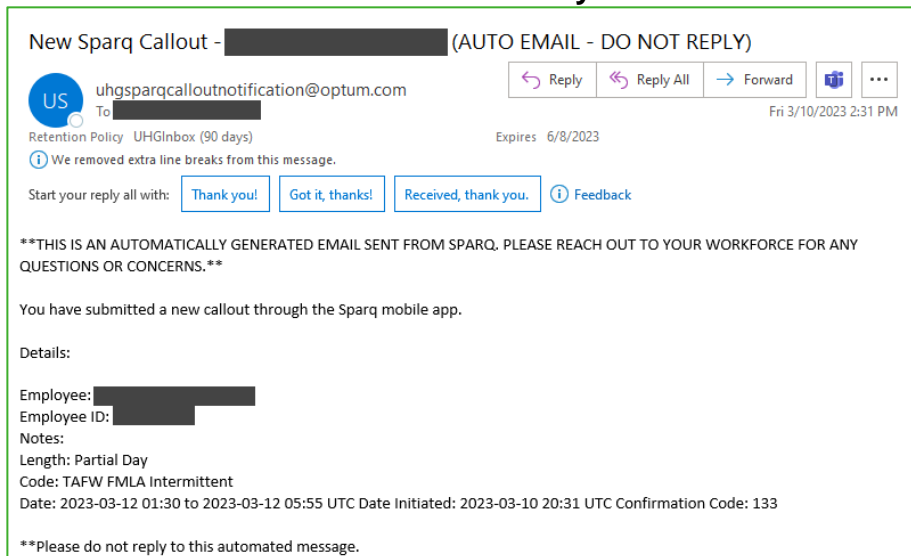 New Sparq Callout - (AUTO EMAIL - DO NOT REPLY)
Reply Reply All Forward
US
uhgsparqcalloutnotification@optum.com
To
Fri 3/10/2023 2:31 PM
Retention Policy UHGInbox (90 days) Expires 6/8/2023
We removed extra line breaks from this message.
Start your reply all with: Thank you! Got it, thanks! Received, thank you. Feedback
**THIS IS AN AUTOMATICALLY GENERATED EMAIL SENT FROM SPARQ. PLEASE REACH OUT TO YOUR WORKFORCE FOR ANY
QUESTIONS OR CONCERNS.**
You have submitted a new callout through the Sparq mobile app.
Details:
Employee:
Employee ID:
Notes:
Length: Partial Day
Code: TAFW FMLA Intermittent
Date: 2023-03-12 01:30 to 2023-03-12 05:55 UTC Date Initiated: 2023-03-10 20:31 UTC Confirmation Code: 133
**Please do not reply to this automated message.